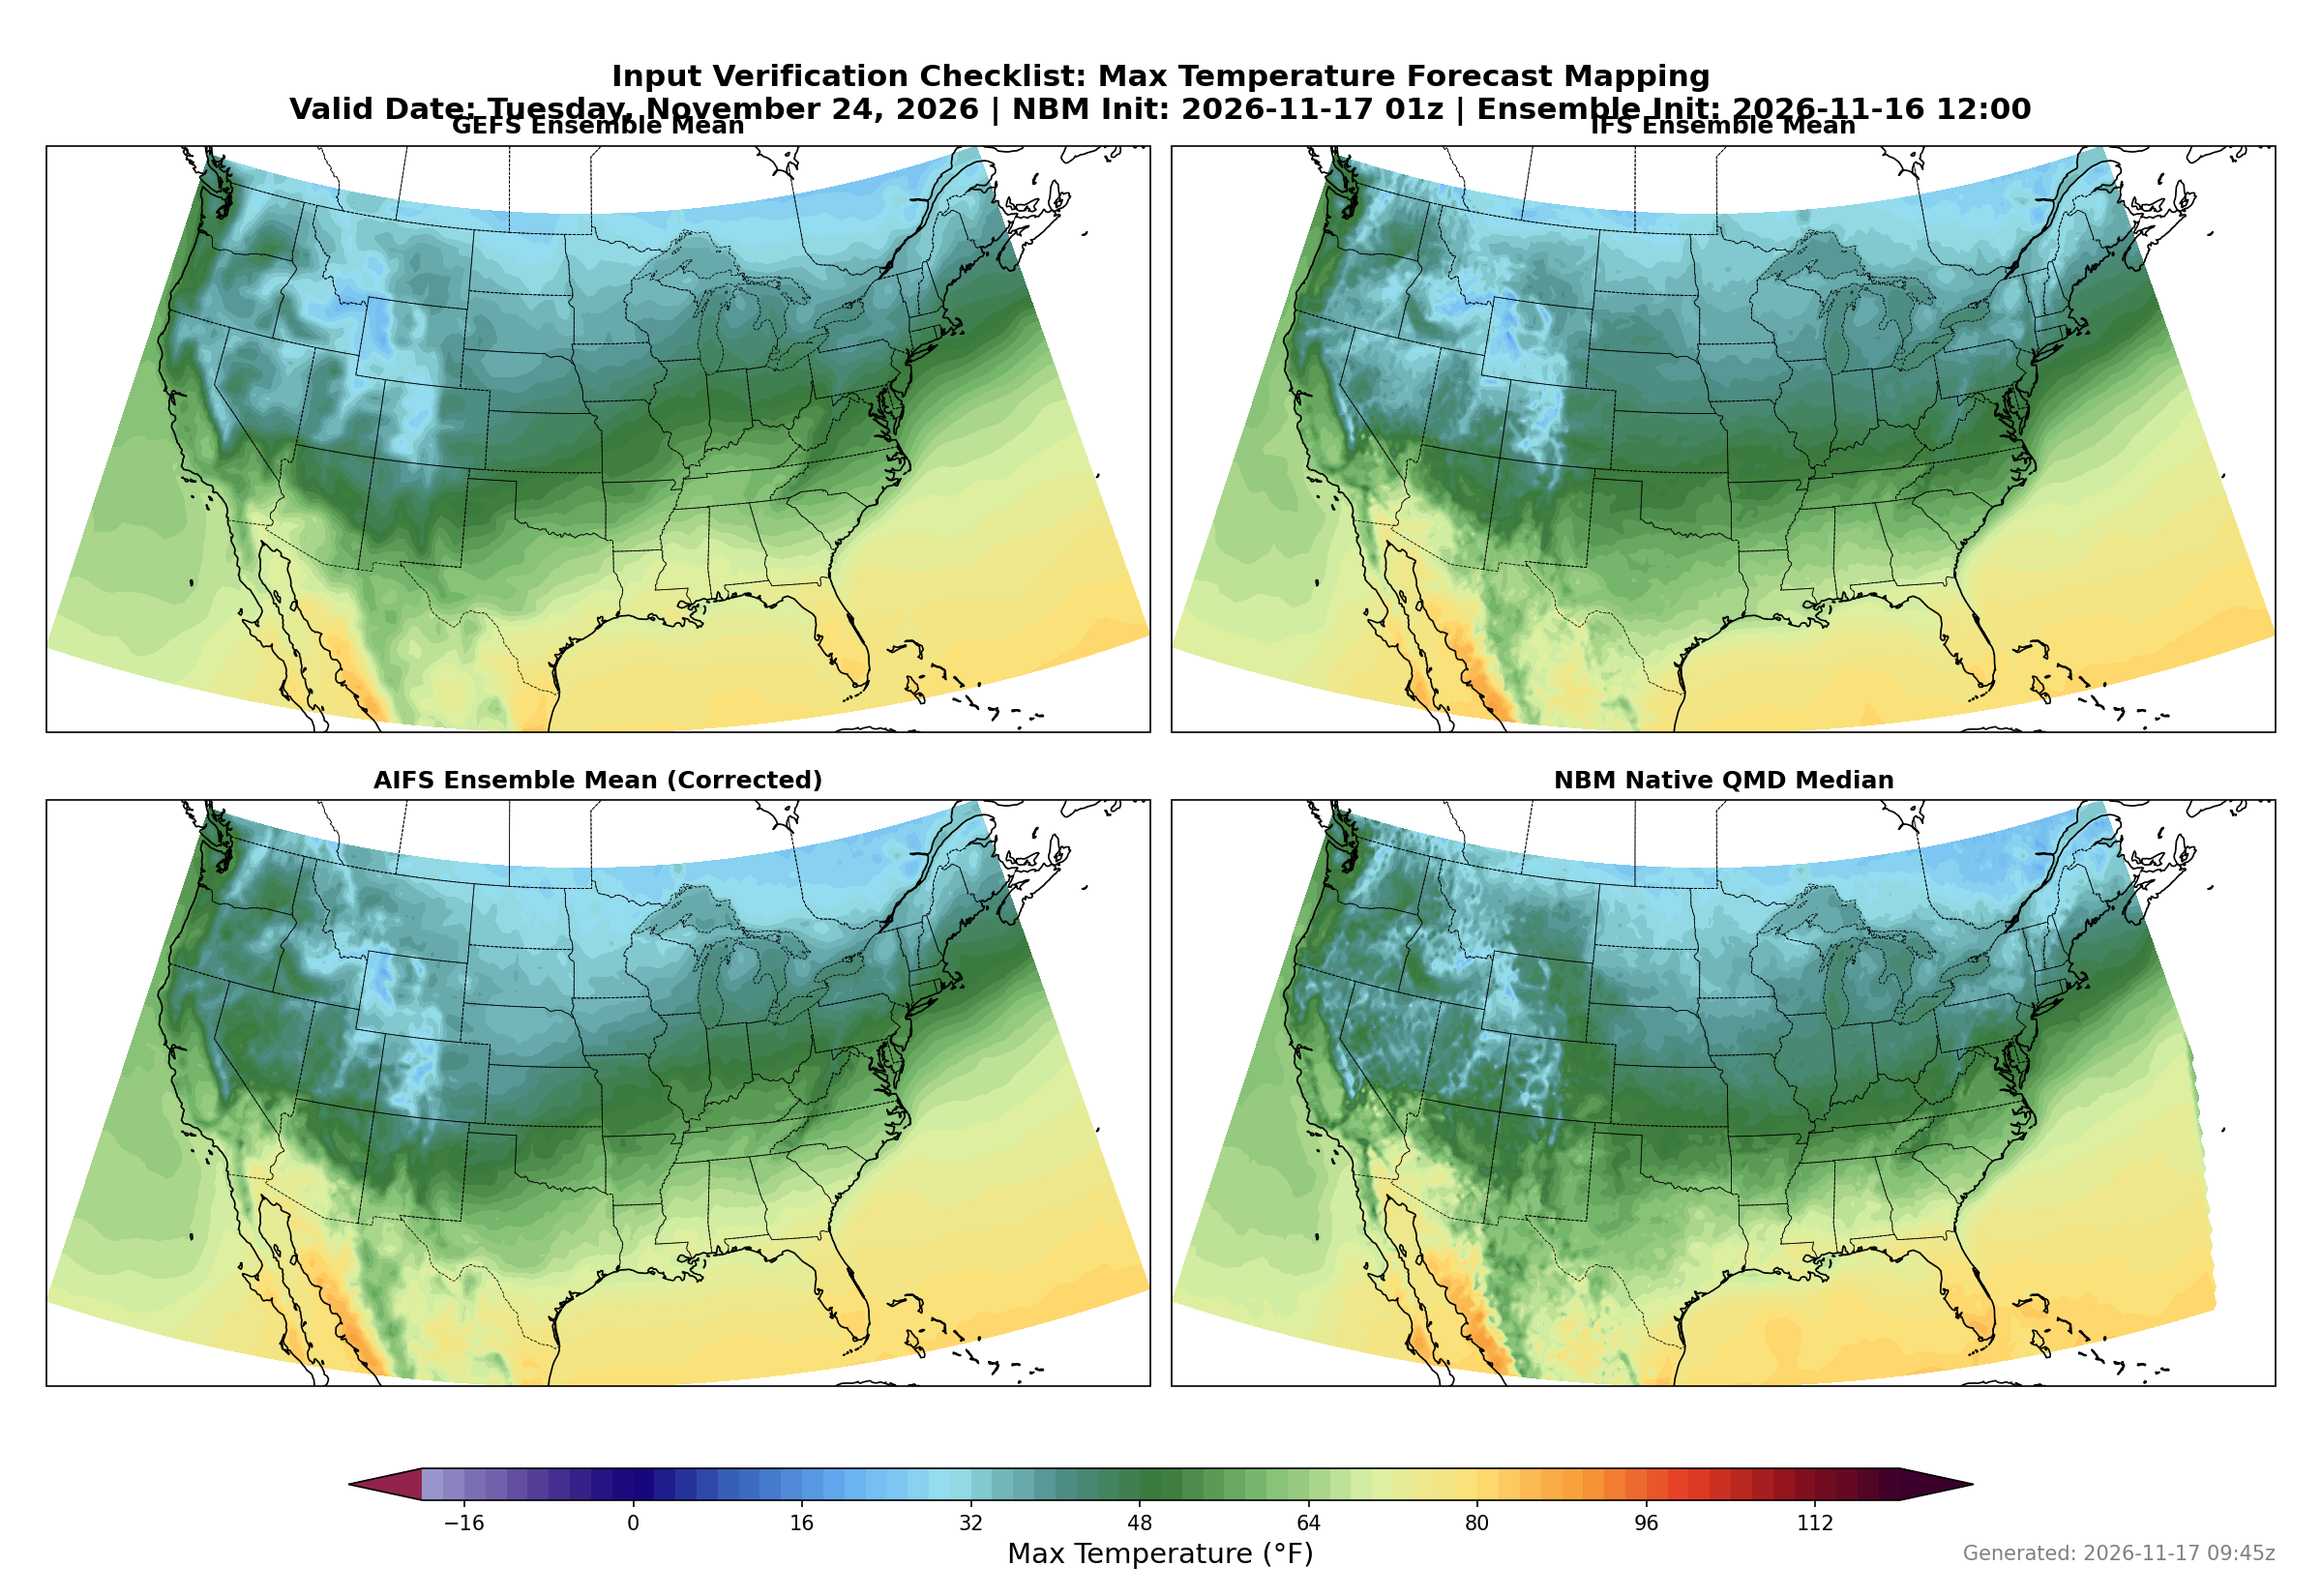 Input Verification Checklist: Max Temperature Forecast Mapping
Valid Date: Tuesday, November 24, 2026 | NBM Init: 2026-11-17 01z | Ensemble Init: 2026-11-16 12:00
GEFS Ensemble Mean
IFS Ensemble Mean
AIFS Ensemble Mean (Corrected)
NBM Native QMD Median
−16 0 16 32 48 64 80 96 112
Max Temperature (°F)
Generated: 2026-11-17 09:45z